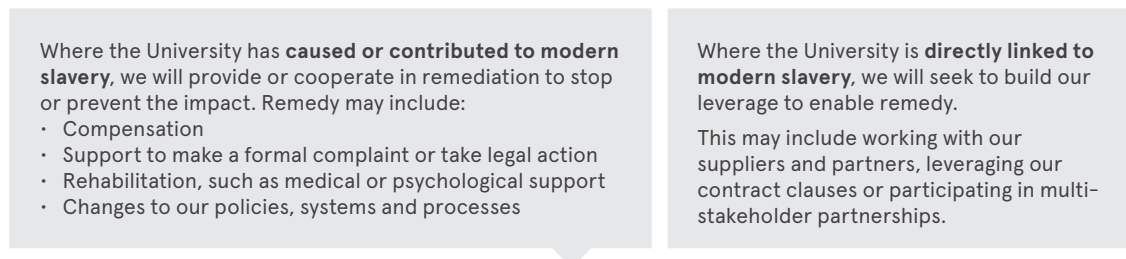 Where the University has caused or contributed to modern
slavery, we will provide or cooperate in remediation to stop
or prevent the impact. Remedy may include:
• Compensation
• Support to make a formal complaint or take legal action
• Rehabilitation, such as medical or psychological support
• Changes to our policies, systems and processes
Where the University is directly linked to
modern slavery, we will seek to build our
leverage to enable remedy.
This may include working with our
suppliers and partners, leveraging our
contract clauses or participating in multi-
stakeholder partnerships.